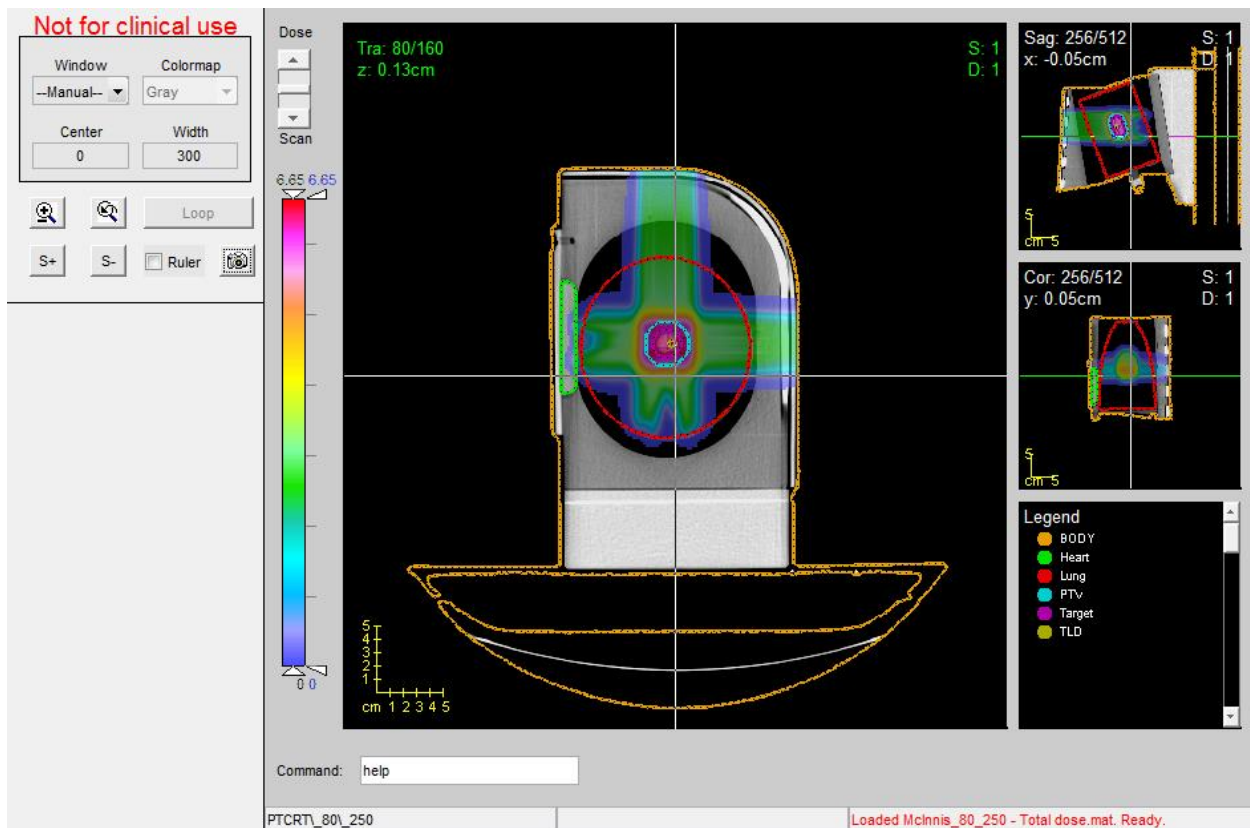 Not for clinical use
Window Colormap
--Manual-- Gray
Center Width
0 300
Loop
S+ S- Ruler
Dose
Scan
6.65 6.65
0 0
Tra: 80/160
z: 0.13cm
S: 1
D: 1
5
4
3
2
1
cm 1 2 3 4 5
Sag: 256/512
x: -0.05cm
S: 1
D: 1
5
cm 5
Cor: 256/512
y: 0.05cm
S: 1
D: 1
5
cm 5
Legend
BODY
Heart
Lung
PTv
Target
TLD
Command: help
PTCRT\_80\_250
Loaded McInnis_80_250 - Total dose.mat. Ready.